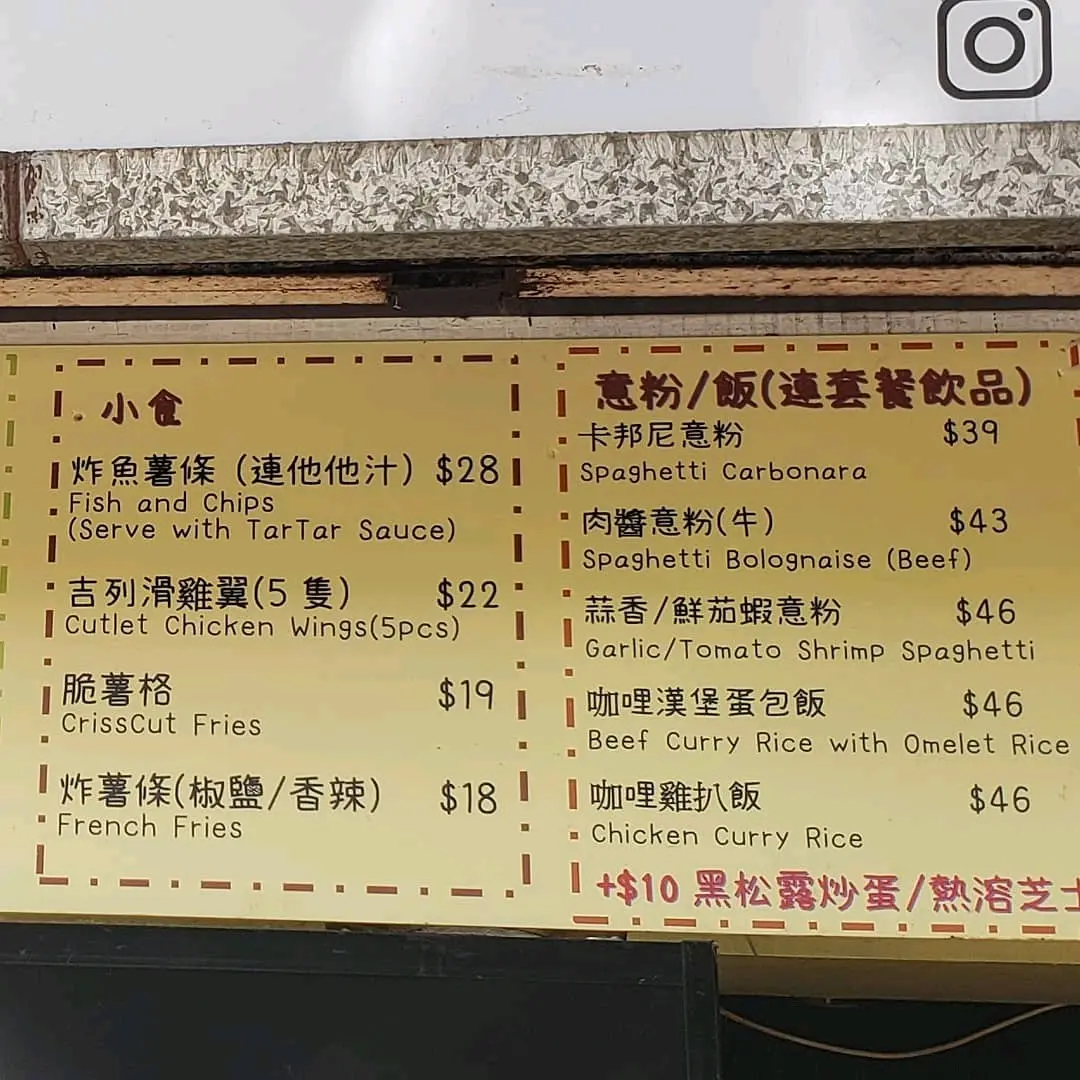 小食
炸魚薯條 (連他他汁) $28
Fish and Chips
(Serve with TarTar Sauce)
吉列滑雞翼(5 隻) $22
Cutlet Chicken Wings(5pcs)
脆薯格 $19
CrissCut Fries
炸薯條(椒鹽/香辣) $18
French Fries
意粉/飯(連套餐飲品)
卡邦尼意粉 $39
Spaghetti Carbonara
肉醬意粉(牛) $43
Spaghetti Bolognaise (Beef)
蒜香/鮮茄蝦意粉 $46
Garlic/Tomato Shrimp Spaghetti
咖哩漢堡蛋包飯 $46
Beef Curry Rice with Omelet Rice
咖哩雞扒飯 $46
Chicken Curry Rice
+$10 黑松露炒蛋/熱溶芝士